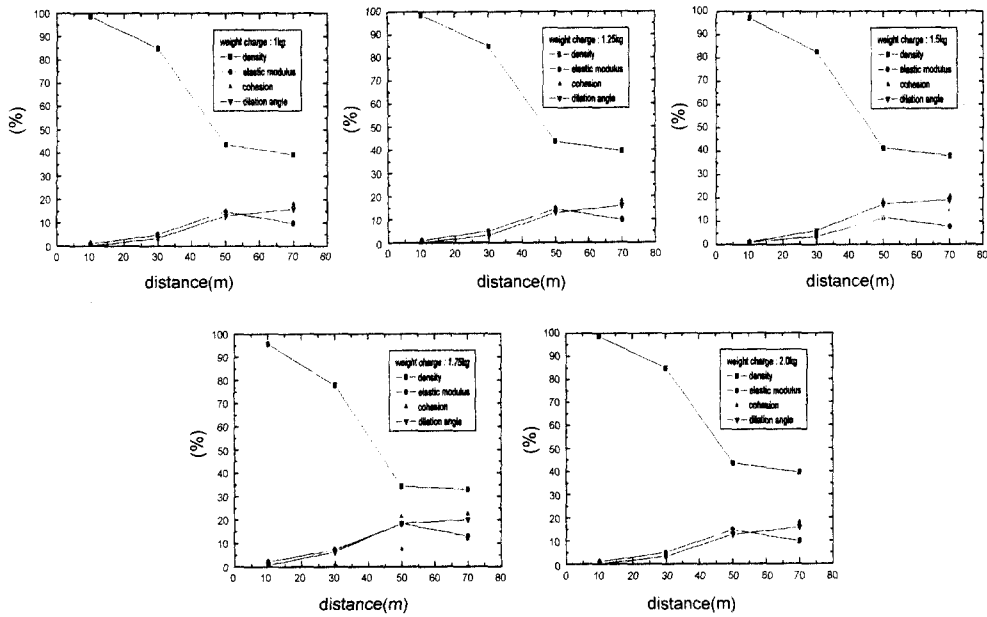 100
90
80
70
60
50
40
30
20
10
0
(%)
weight charge : 1kg
density
elastic modulus
cohesion
dilation angle
0 10 20 30 40 50 60 70 80
distance(m)
100
90
80
70
60
50
40
30
20
10
0
(%)
weight charge : 1.25kg
density
elastic modulus
cohesion
dilation angle
0 10 20 30 40 50 60 70 80
distance(m)
100
90
80
70
60
50
40
30
20
10
0
(%)
weight charge : 1.5kg
density
elastic modulus
cohesion
dilation angle
0 10 20 30 40 50 60 70 80
distance(m)
100
80
60
40
30
20
10
0
(%)
weight charge : 1.75kg
density
elastic modulus
cohesion
dilation angle
0 10 20 30 40 50 60 70 80
distance(m)
100
90
80
70
60
50
40
30
20
10
0
(%)
weight charge : 2.0kg
density
elastic modulus
cohesion
dilation angle
0 10 20 30 40 50 60 70 80
distance(m)